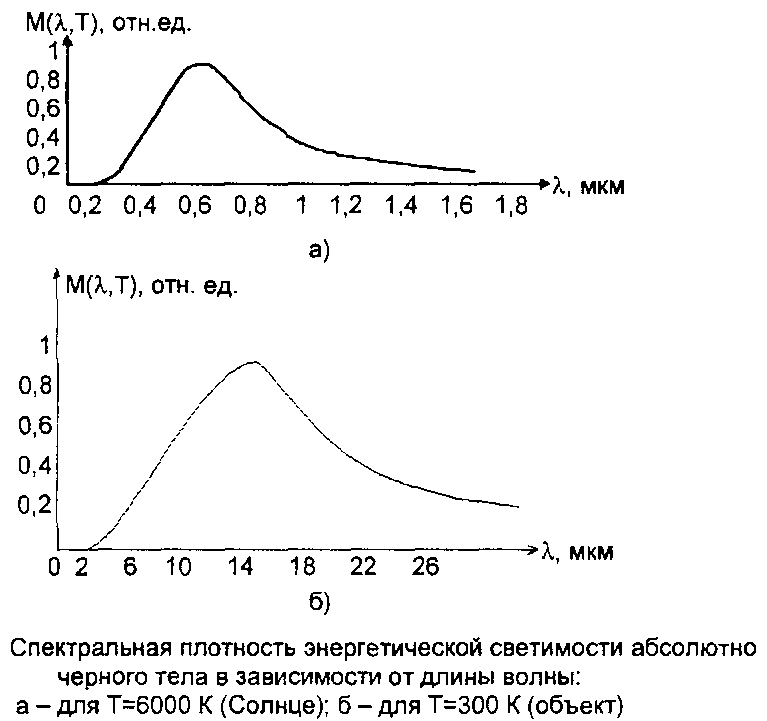 M(λ,T), отн.ед.
1
0,8
0,6
0,4
0,2
0 0,2 0,4 0,6 0,8 1 1,2 1,4 1,6 1,8
λ, мкм
а)
M(λ,T), отн. ед.
1
0,8
0,6
0,4
0,2
0 2 6 10 14 18 22 26
λ, мкм
б)
Спектральная плотность энергетической светимости абсолютно
черного тела в зависимости от длины волны:
а – для Т=6000 К (Солнце); б – для Т=300 К (объект)